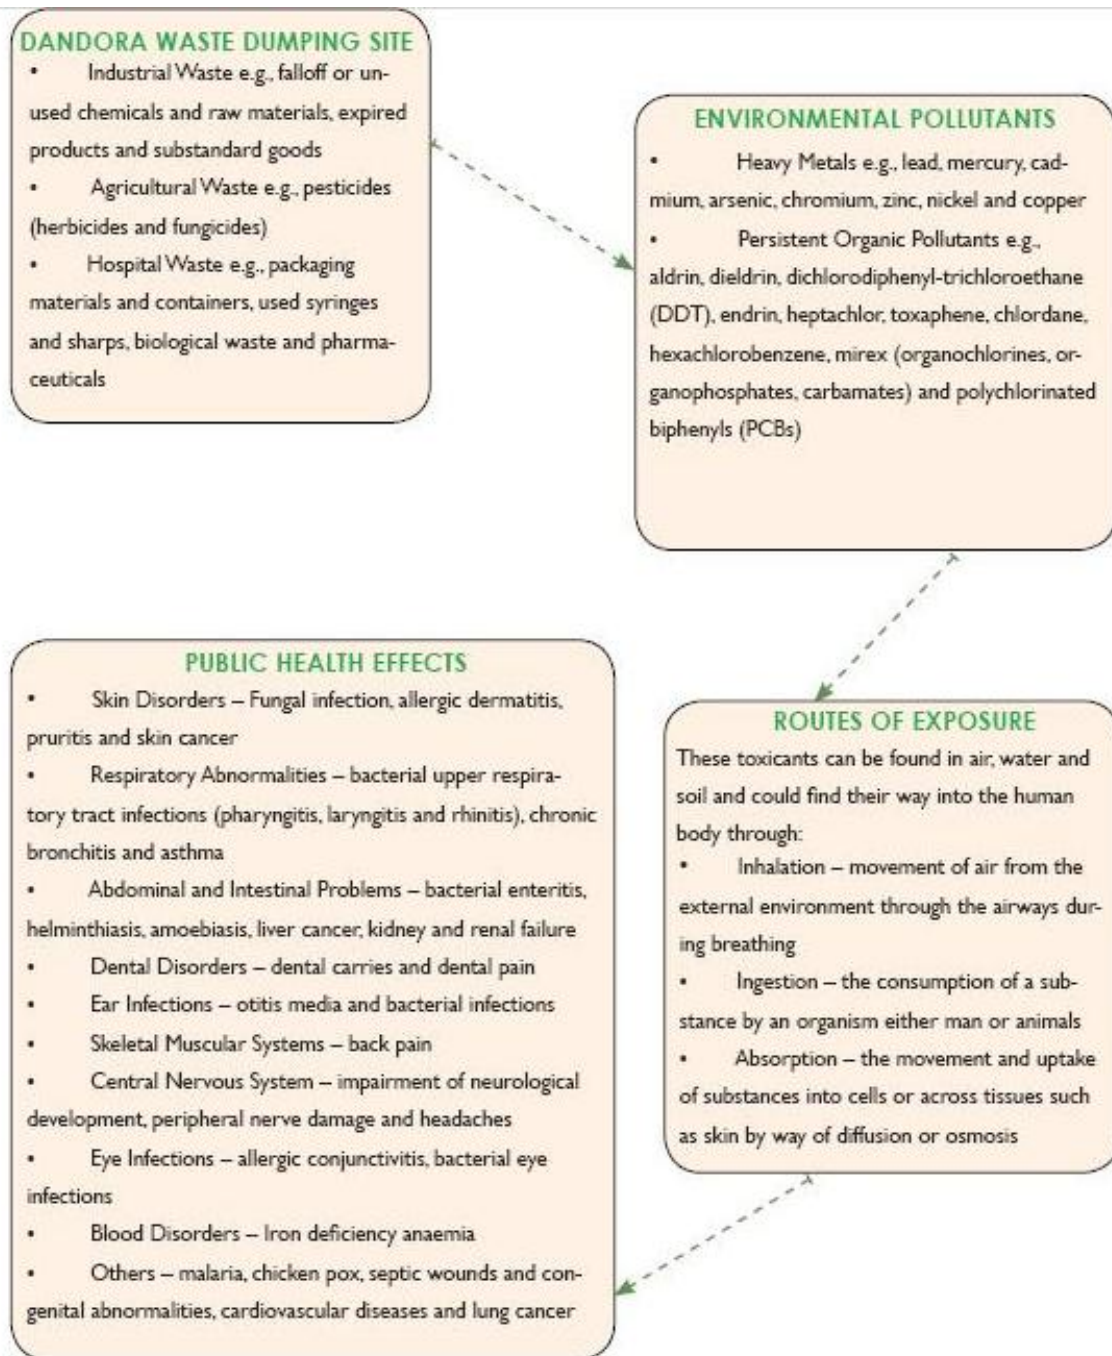 DANDORA WASTE DUMPING SITE
• Industrial Waste e.g., falloff or un-
used chemicals and raw materials, expired
products and substandard goods
• Agricultural Waste e.g., pesticides
(herbicides and fungicides)
• Hospital Waste e.g., packaging
materials and containers, used syringes
and sharps, biological waste and pharma-
ceuticals
ENVIRONMENTAL POLLUTANTS
• Heavy Metals e.g., lead, mercury, cad-
mium, arsenic, chromium, zinc, nickel and copper
• Persistent Organic Pollutants e.g.,
aldrin, dieldrin, dichlorodiphenyl-trichloroethane
(DDT), endrin, heptachlor, toxaphene, chlordane,
hexachlorobenzene, mirex (organochlorines, or-
ganophosphates, carbamates) and polychlorinated
biphenyls (PCBs)
ROUTES OF EXPOSURE
These toxicants can be found in air, water and
soil and could find their way into the human
body through:
• Inhalation – movement of air from the
external environment through the airways dur-
ing breathing
• Ingestion – the consumption of a sub-
stance by an organism either man or animals
• Absorption – the movement and uptake
of substances into cells or across tissues such
as skin by way of diffusion or osmosis
PUBLIC HEALTH EFFECTS
• Skin Disorders – Fungal infection, allergic dermatitis,
pruritis and skin cancer
• Respiratory Abnormalities – bacterial upper respira-
tory tract infections (pharyngitis, laryngitis and rhinitis), chronic
bronchitis and asthma
• Abdominal and Intestinal Problems – bacterial enteritis,
helminthiasis, amoebiasis, liver cancer, kidney and renal failure
• Dental Disorders – dental carries and dental pain
• Ear Infections – otitis media and bacterial infections
• Skeletal Muscular Systems – back pain
• Central Nervous System – impairment of neurological
development, peripheral nerve damage and headaches
• Eye Infections – allergic conjunctivitis, bacterial eye
infections
• Blood Disorders – Iron deficiency anaemia
• Others – malaria, chicken pox, septic wounds and con-
genital abnormalities, cardiovascular diseases and lung cancer